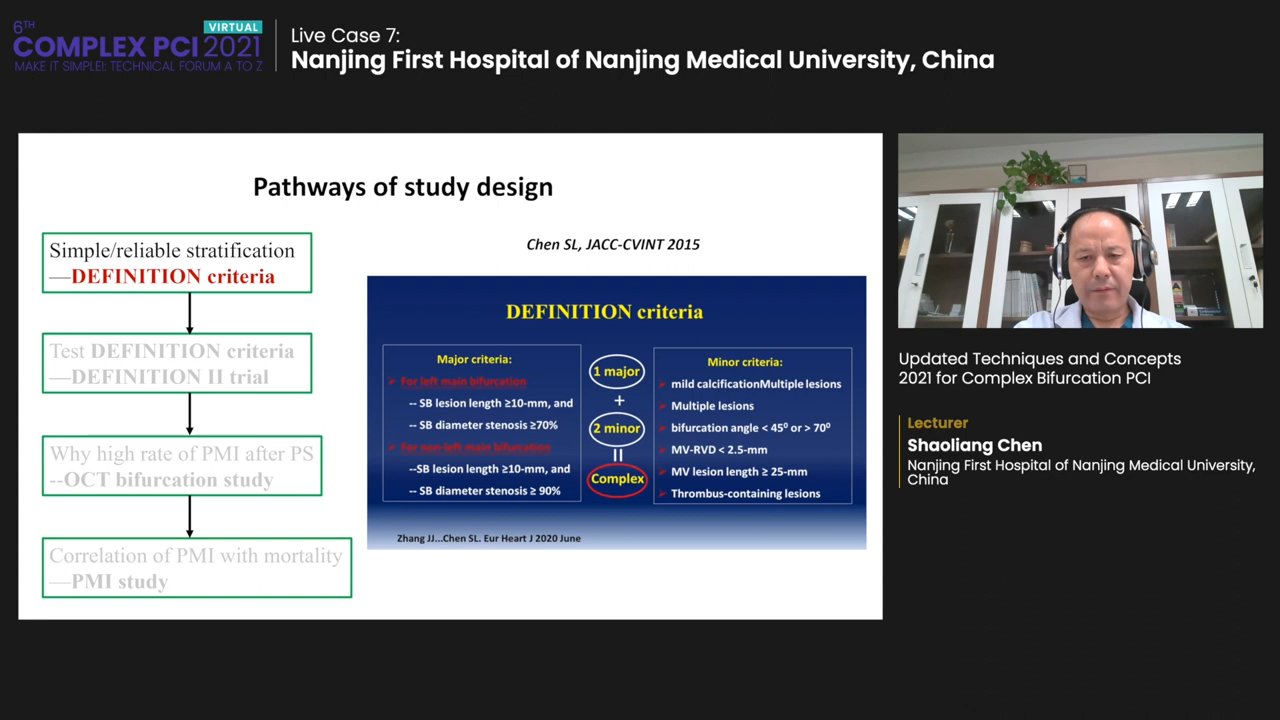 6TH
VIRTUAL
COMPLEX PCI 2021
MAKE IT SIMPLE!: TECHNICAL FORUM A TO Z
Live Case 7:
Nanjing First Hospital of Nanjing Medical University, China
Pathways of study design
Simple/reliable stratification
—DEFINITION criteria
Test DEFINITION criteria
—DEFINITION II trial
Why high rate of PMI after PS
--OCT bifurcation study
Correlation of PMI with mortality
—PMI study
Chen SL, JACC-CVINT 2015
DEFINITION criteria
Major criteria:
For left main bifurcation
-- SB lesion length ≥10-mm, and
-- SB diameter stenosis ≥70%
For non-left main bifurcation
--SB lesion length ≥10-mm, and
-- SB diameter stenosis ≥ 90%
1 major
+
2 minor
=
Complex
Minor criteria:
mild calcificationMultiple lesions
Multiple lesions
bifurcation angle < 45⁰ or > 70⁰
MV-RVD < 2.5-mm
MV lesion length ≥ 25-mm
Thrombus-containing lesions
Zhang JJ...Chen SL. Eur Heart J 2020 June
Updated Techniques and Concepts
2021 for Complex Bifurcation PCI
Lecturer
Shaoliang Chen
Nanjing First Hospital of Nanjing Medical University,
China